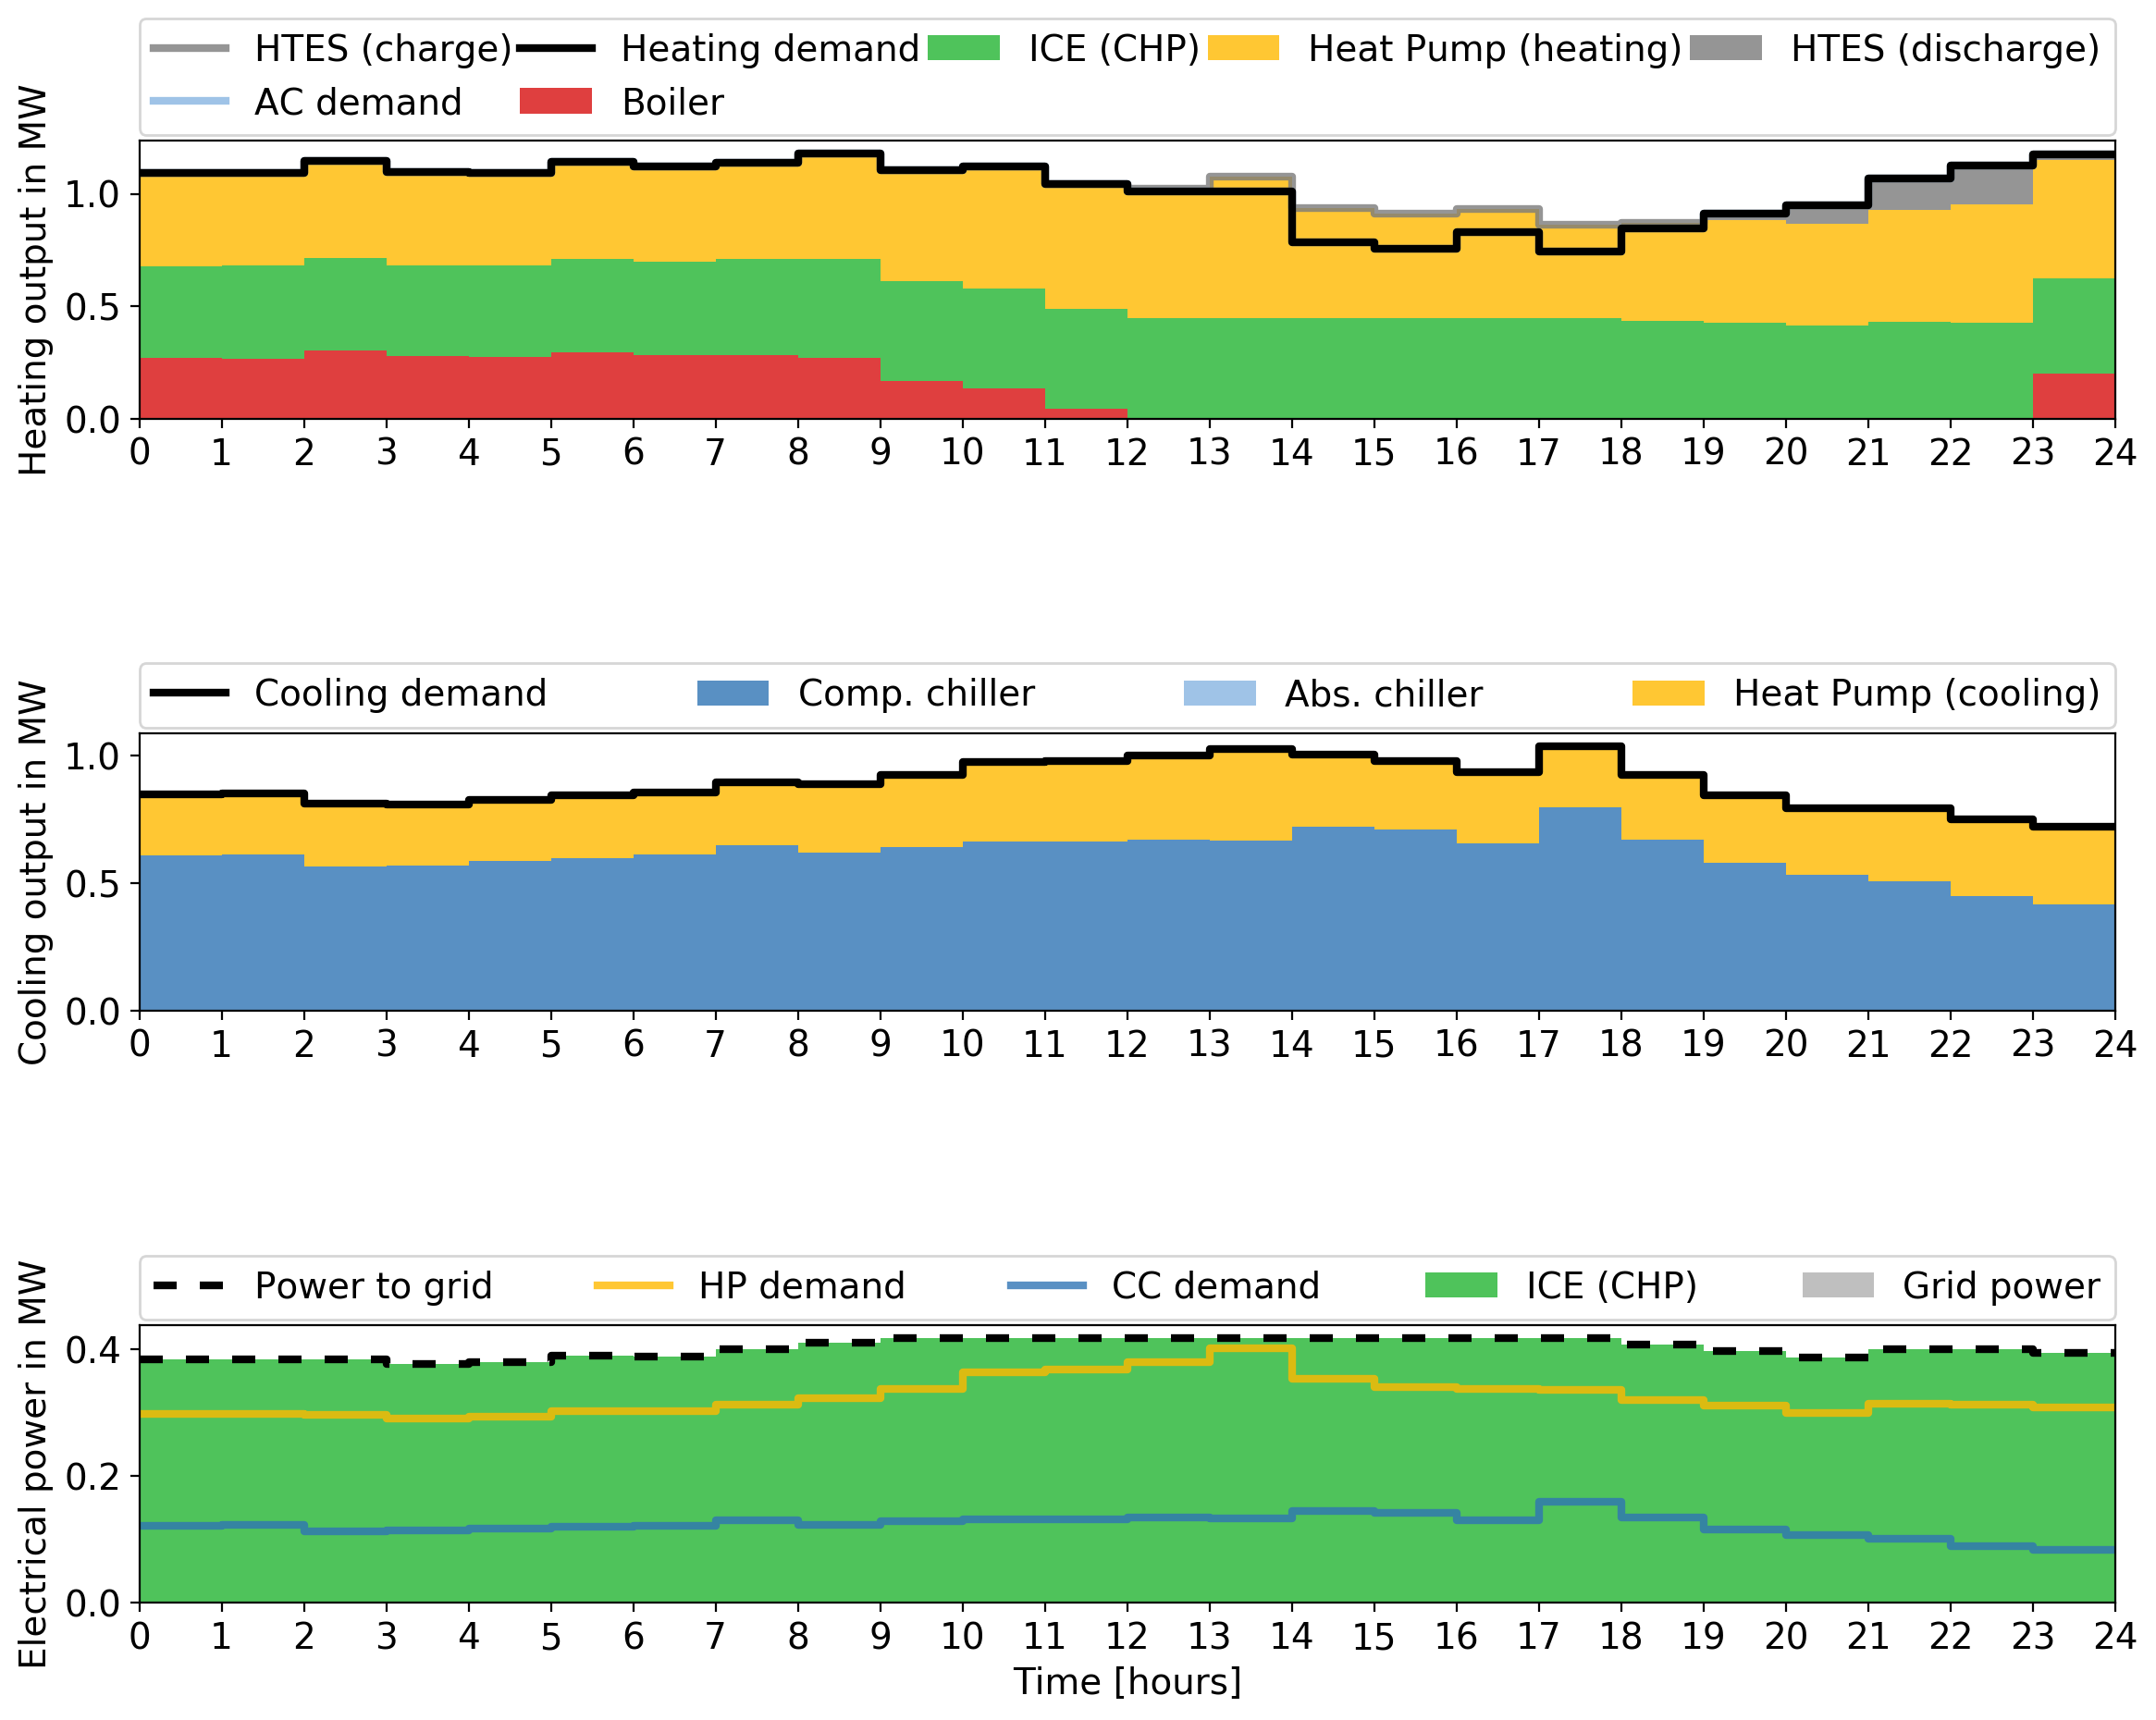 HTES (charge) Heating demand ICE (CHP) Heat Pump (heating) HTES (discharge)
AC demand Boiler
Heating output in MW
1.0
0.5
0.0
0 1 2 3 4 5 6 7 8 9 10 11 12 13 14 15 16 17 18 19 20 21 22 23 24
Cooling demand Comp. chiller Abs. chiller Heat Pump (cooling)
Cooling output in MW
1.0
0.5
0.0
0 1 2 3 4 5 6 7 8 9 10 11 12 13 14 15 16 17 18 19 20 21 22 23 24
Power to grid HP demand CC demand ICE (CHP) Grid power
Electrical power in MW
0.4
0.2
0.0
0 1 2 3 4 5 6 7 8 9 10 11 12 13 14 15 16 17 18 19 20 21 22 23 24
Time [hours]